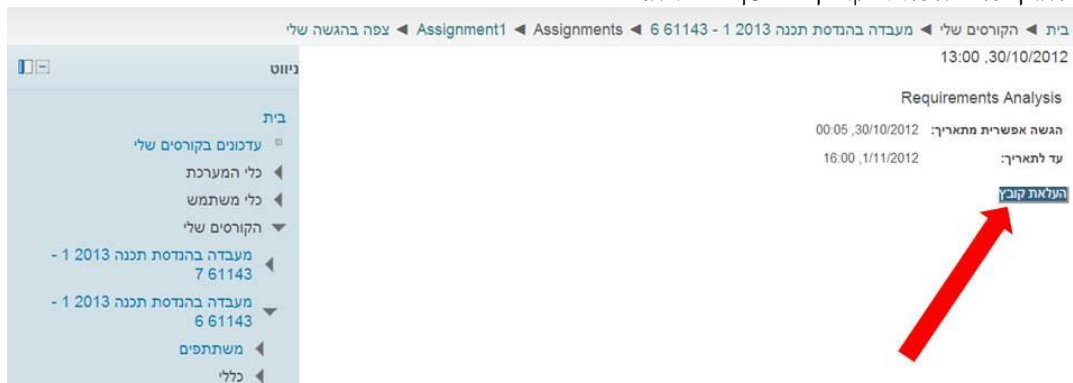 בית ◄ הקורסים שלי ◄ מעבדה בהנדסת תכנה 2013 1 - 61143 6 ◄ Assignments ◄ Assignment1 ◄ צפה בהגשה שלי
13:00 ,30/10/2012
Requirements Analysis
הגשה אפשרית מתאריך: 00:05 ,30/10/2012
עד לתאריך: 16:00 ,1/11/2012
העלאת קובץ
ניווט
בית
עדכונים בקורסים שלי
כלי המערכת
כלי משתמש
הקורסים שלי
מעבדה בהנדסת תכנה 2013 1 -
61143 7
מעבדה בהנדסת תכנה 2013 1 -
61143 6
משתתפים
כללי